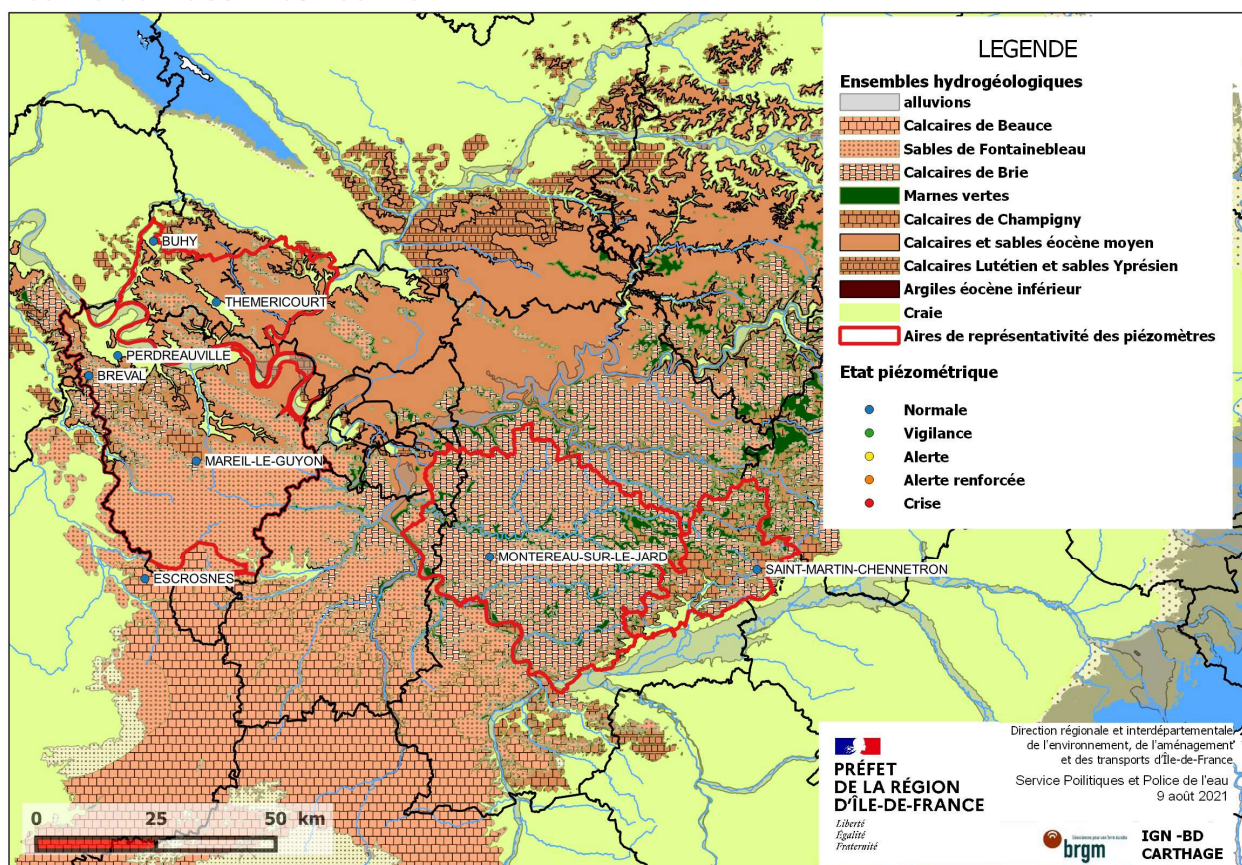 LEGENDE
Ensembles hydrogéologiques
alluvions
Calcaires de Beauce
Sables de Fontainebleau
Calcaires de Brie
Marnes vertes
Calcaires de Champigny
Calcaires et sables éocène moyen
Calcaires Lutétien et sables Yprésien
Argiles éocène inférieur
Craie
Aires de représentativité des piézomètres
Etat piézométrique
Normale
Vigilance
Alerte
Alerte renforcée
Crise
BUHY
THEMERICOURT
PERDREAUVILLE
BREVAL
MAREIL-LE-GUYON
ESCROSNES
MONTEREAU-SUR-LE-JARD
SAINT-MARTIN-CHENNETRON
0 25 50 km
PRÉFET
DE LA RÉGION
D'ÎLE-DE-FRANCE
Liberté
Égalité
Fraternité
Direction régionale et interdépartementale
de l'environnement, de l'aménagement
et des transports d'Île-de-France
Service Poilitiques et Police de l'eau
9 août 2021
brgm
IGN -BD
CARTHAGE